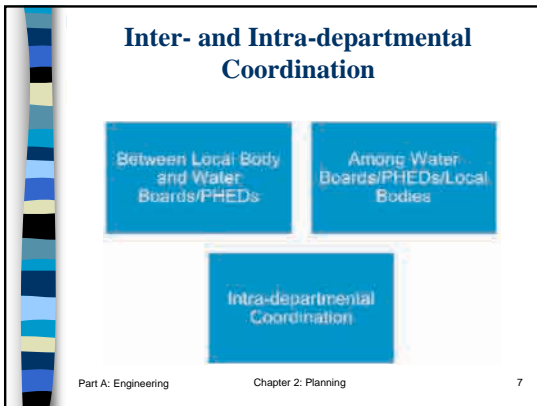 Inter- and Intra-departmental
Coordination
Between Local Body
and Water
Boards/PHEDs
Among Water
Boards/PHEDs/Local
Bodies
Intra-departmental
Coordination
Part A: Engineering
Chapter 2: Planning
7